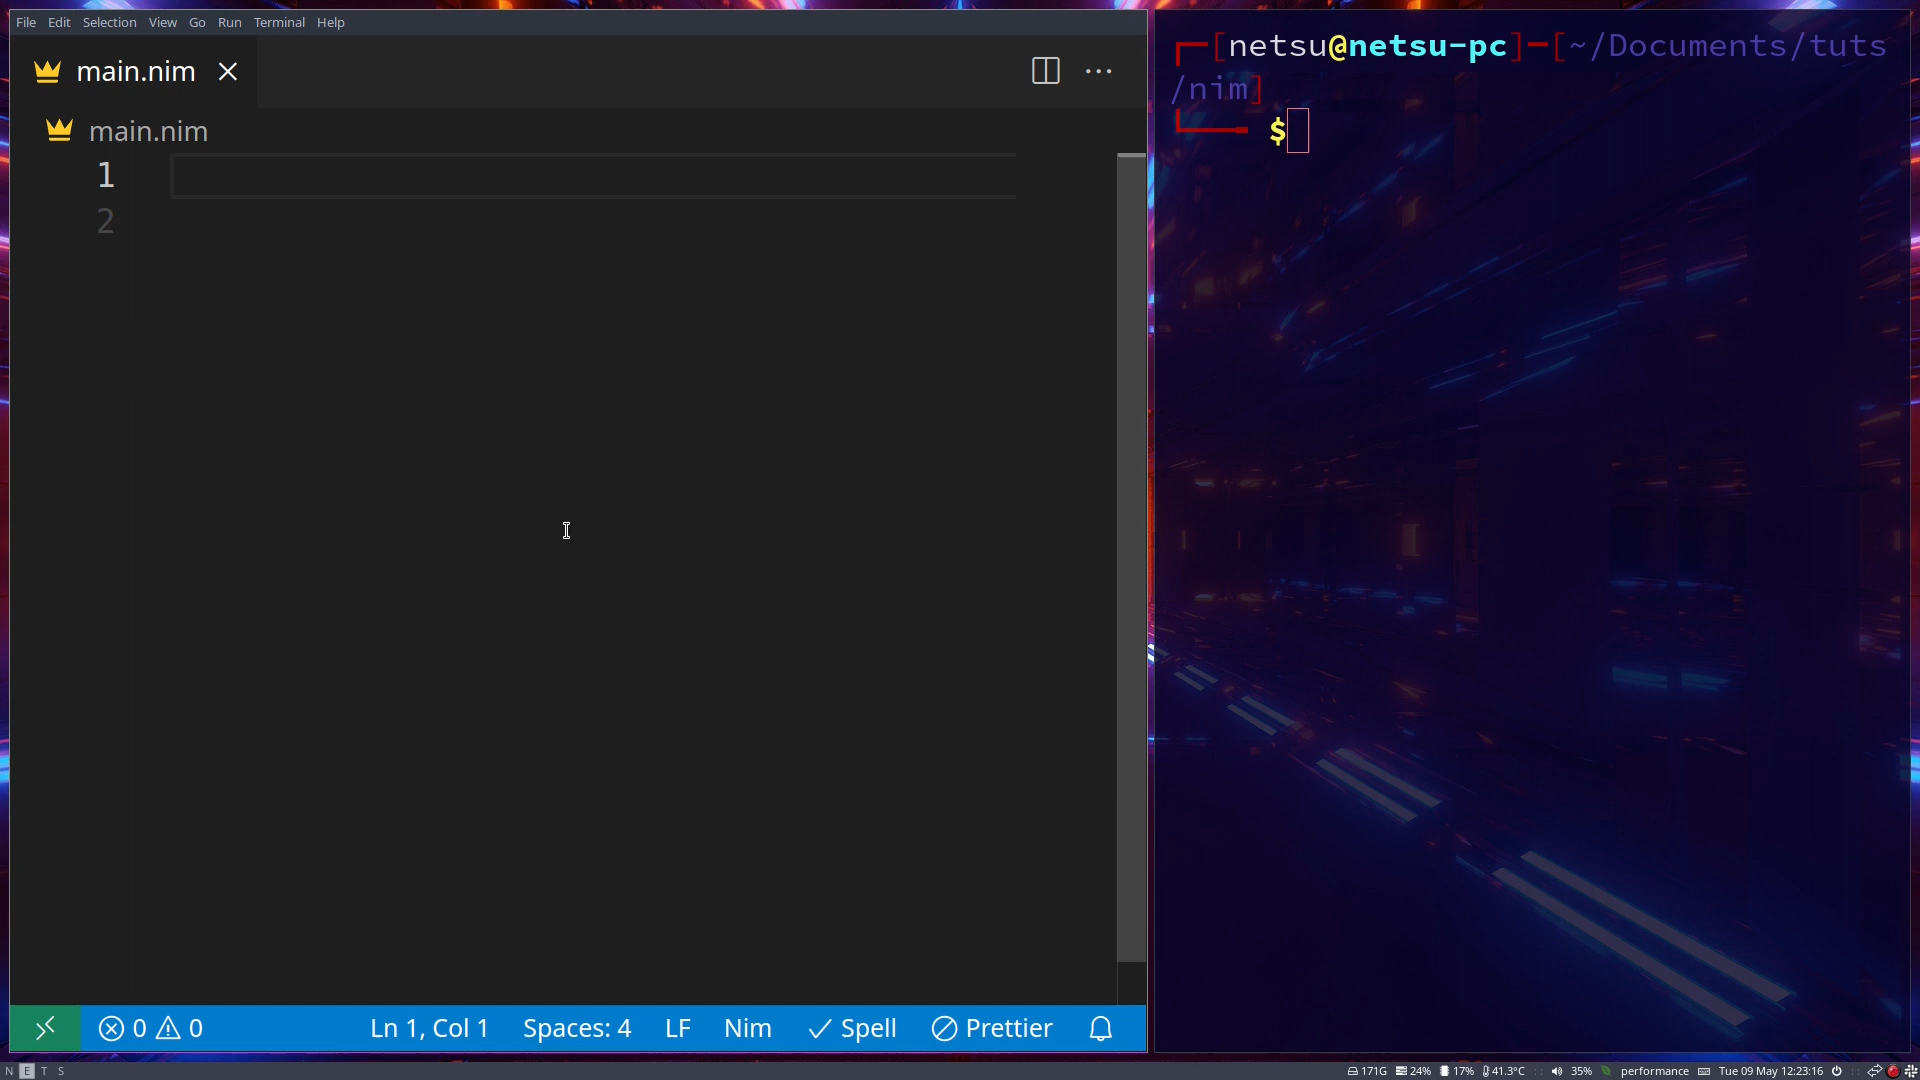 File Edit Selection View Go Run Terminal Help
main.nim
main.nim
1
2
0 0 Ln 1, Col 1 Spaces: 4 LF Nim Spell Prettier
[netsu@netsu-pc]-[~/Documents/tuts
/nim]
$
N E T S 171G 24% 17% 41.3°C 35% performance Tue 09 May 12:23:16